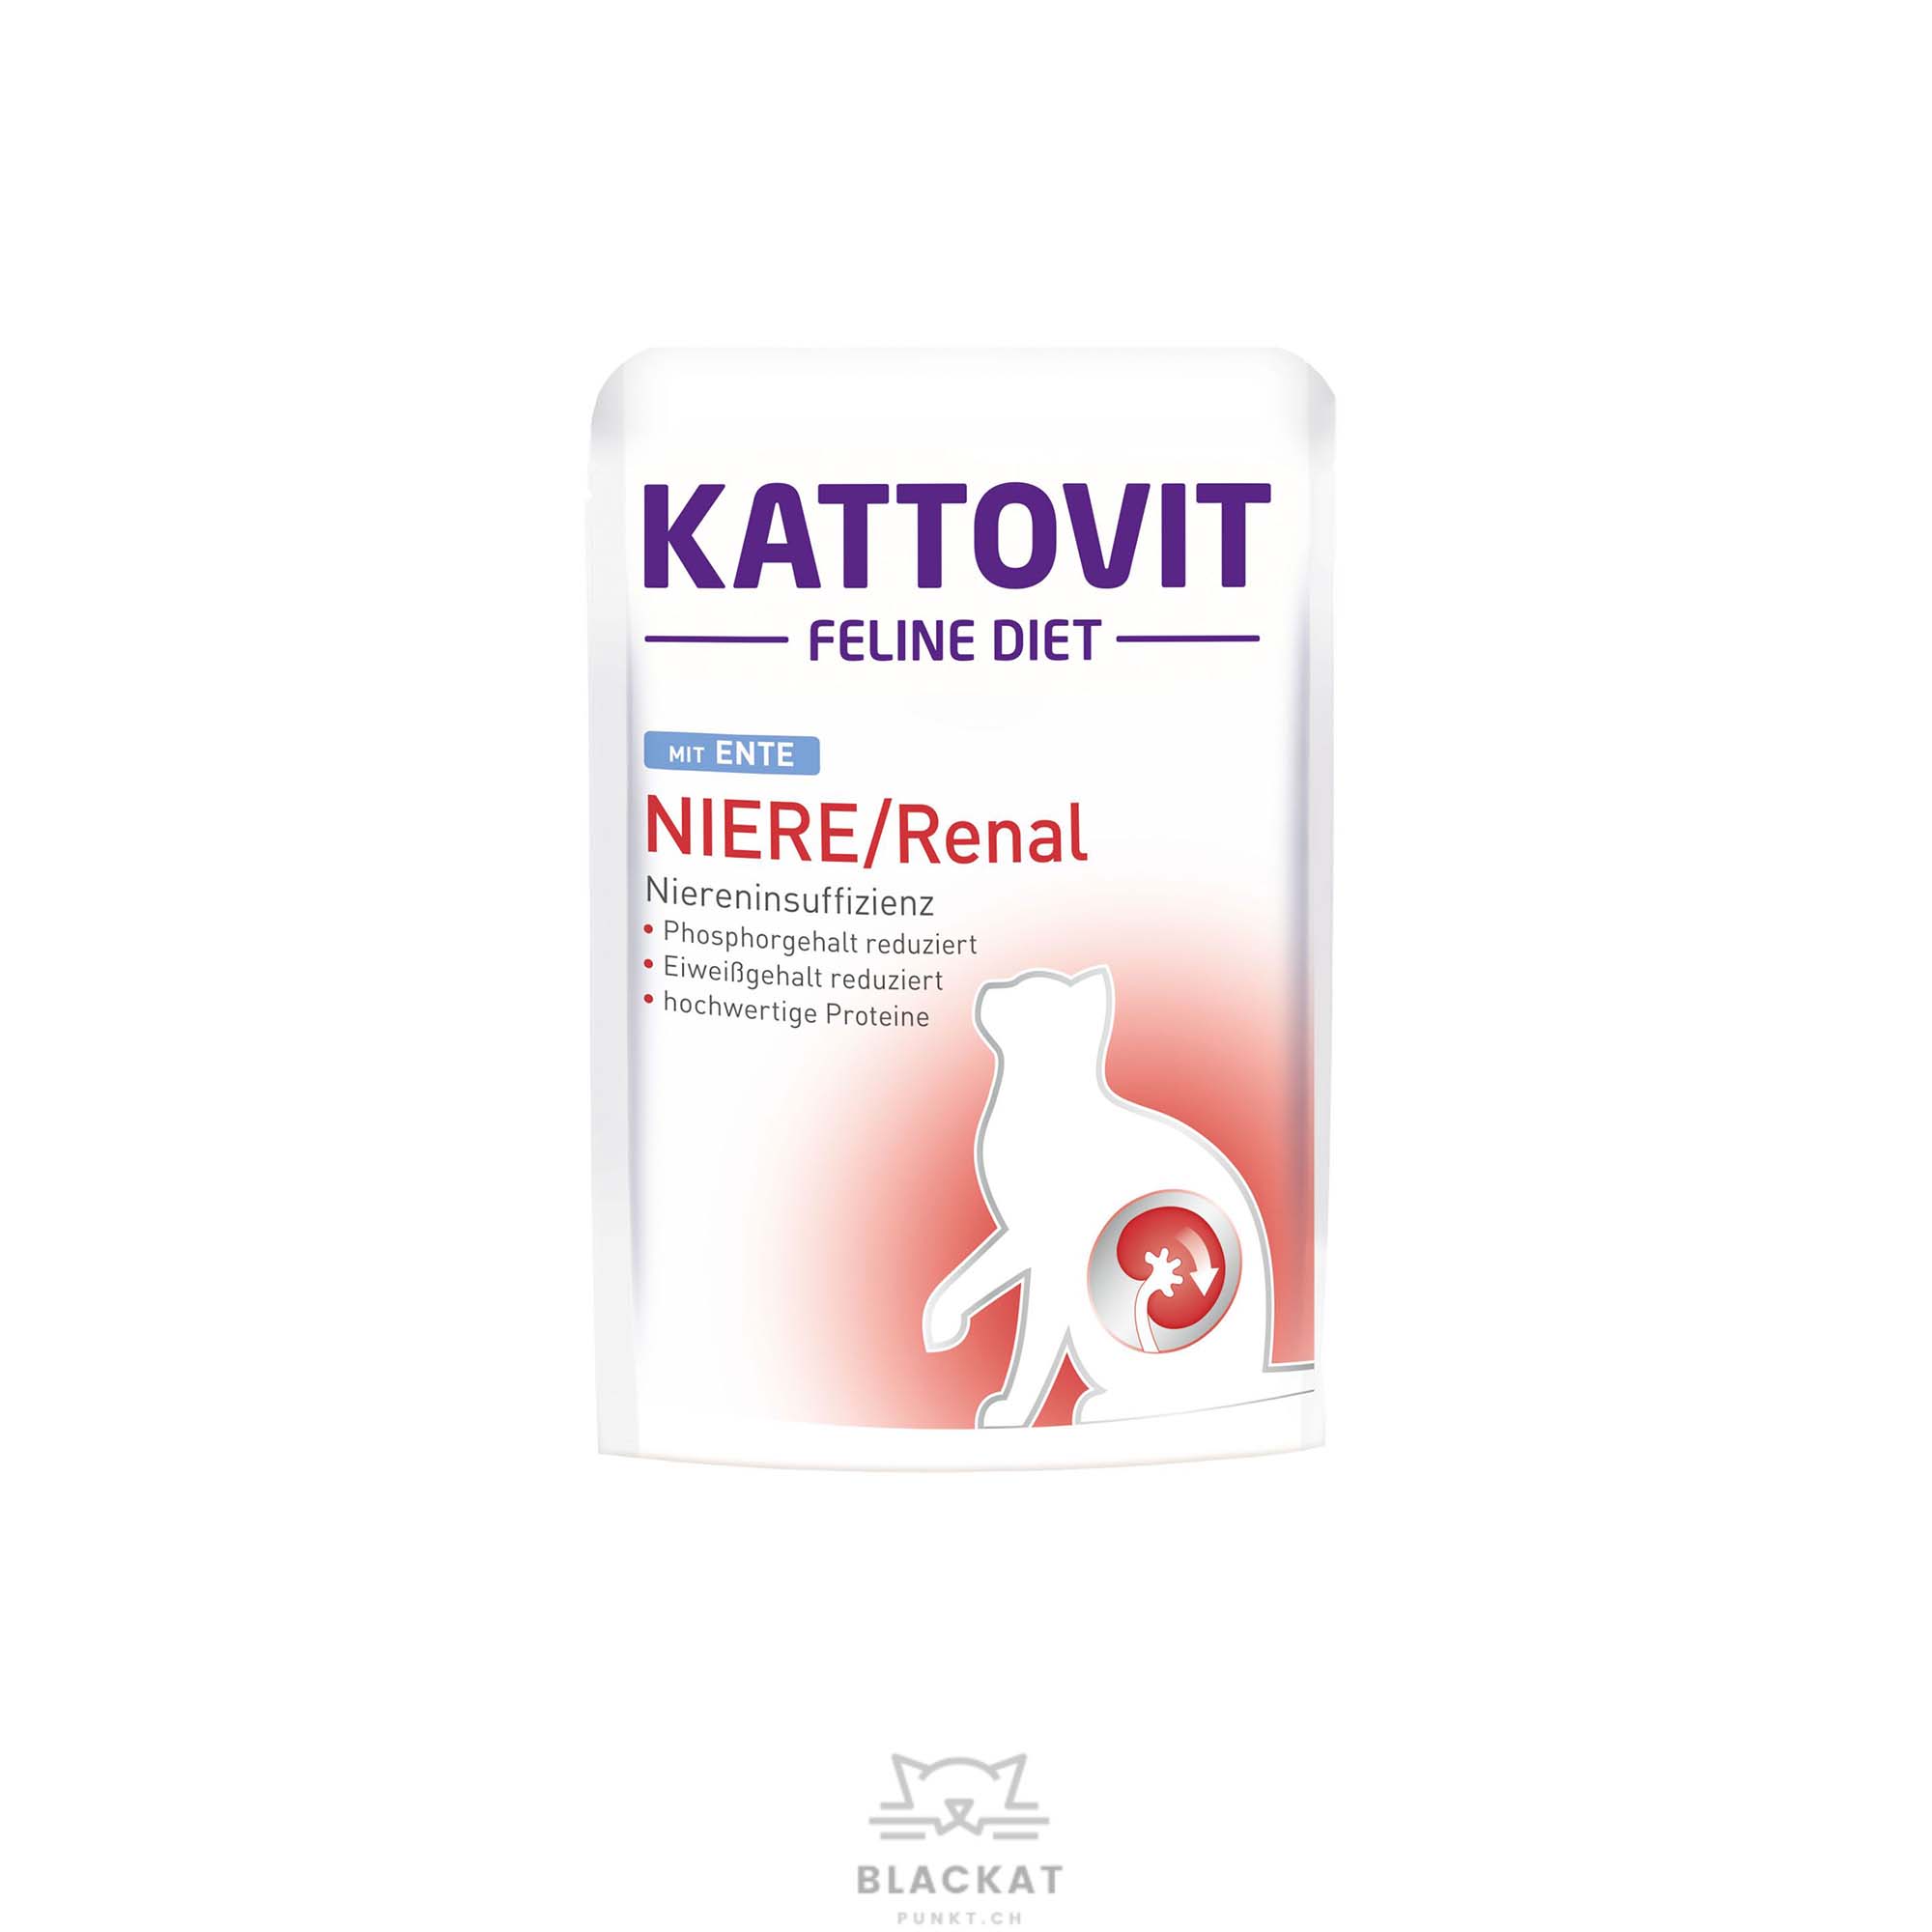 KATTOVIT
FELINE DIET
MIT ENTE
NIERE/Renal
Niereninsuffizienz
• Phosphorgehalt reduziert
• Eiweißgehalt reduziert
• hochwertige Proteine
BLACKAT
PUNKT.CH